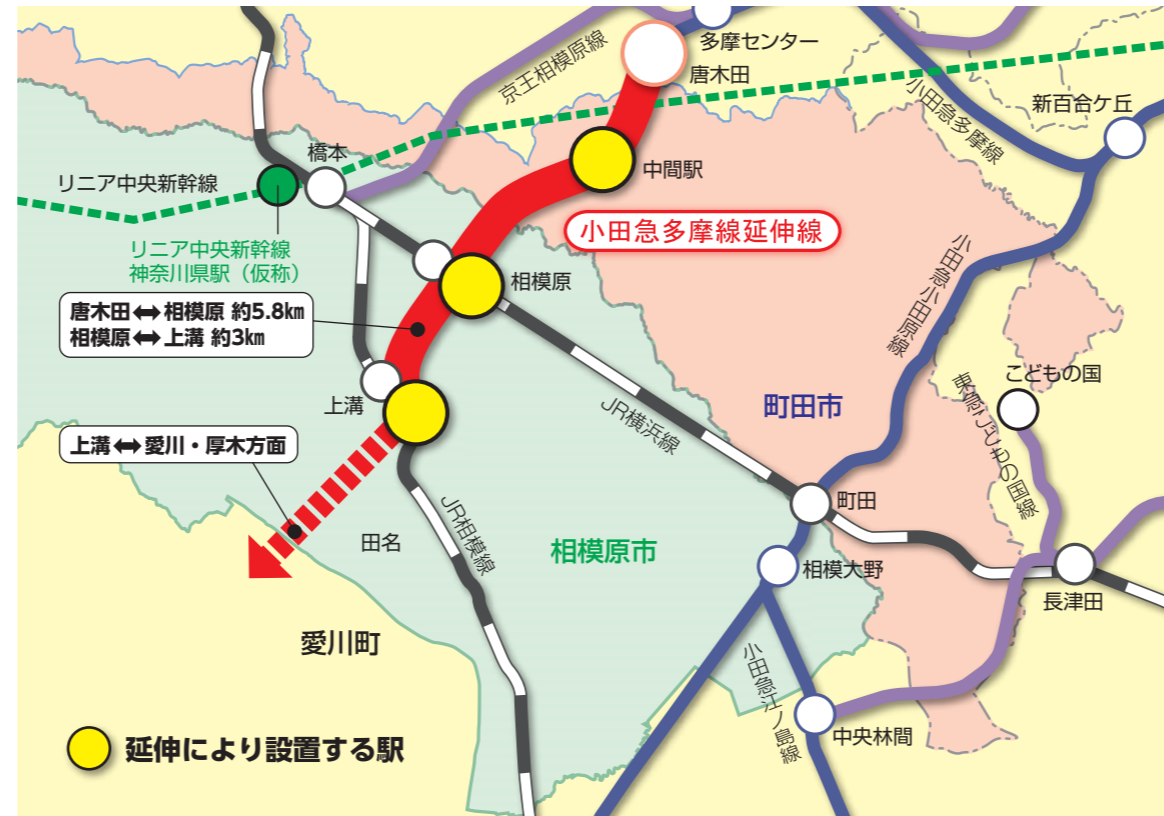 多摩センター
京王相模原線
唐木田
小田急多摩線
新百合ケ丘
橋本
中間駅
リニア中央新幹線
小田急多摩線延伸線
リニア中央新幹線
神奈川県駅（仮称）
相模原
小田急小田原線
唐木田⬌相模原 約5.8㎞
相模原⬌上溝 約3㎞
こどもの国
東急こどもの国線
上溝
町田市
JR横浜線
上溝⬌愛川・厚木方面
町田
JR相模線
田名
相模原市
相模大野
長津田
愛川町
小田急江ノ島線
中央林間
延伸により設置する駅